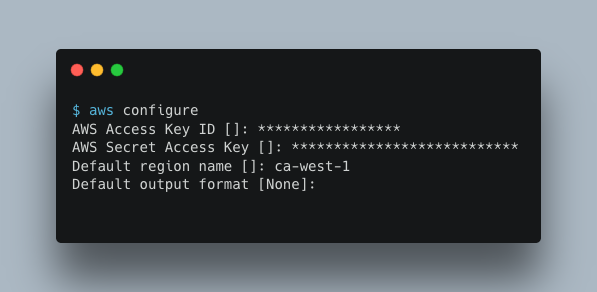 $ aws configure
AWS Access Key ID []: *****************
AWS Secret Access Key []: ***************************
Default region name []: ca-west-1
Default output format [None]: